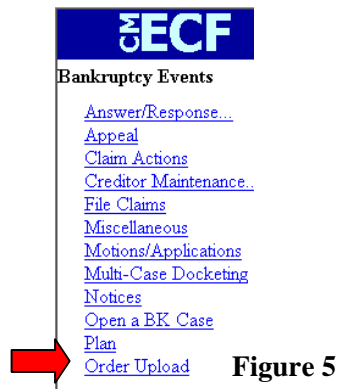 CM ECF
Bankruptcy Events
Answer/Response...
Appeal
Claim Actions
Creditor Maintenance..
File Claims
Miscellaneous
Motions/Applications
Multi-Case Docketing
Notices
Open a BK Case
Plan
Order Upload
Figure 5